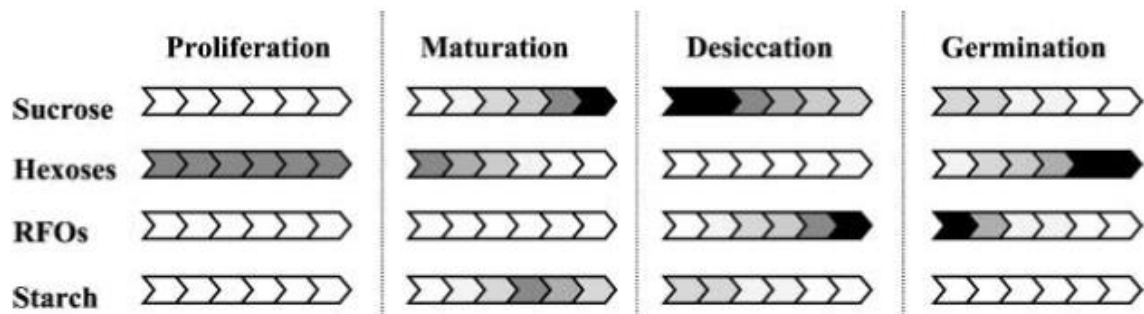 Proliferation Maturation Desiccation Germination
Sucrose
Hexoses
RFOs
Starch